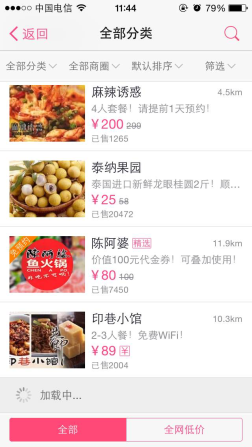 中国电信 11:44 79%
返回 全部分类
全部分类 全部商圈 默认排序 筛选
麻辣诱惑 4.5km
4人套餐！请提前1天预约！
¥200 299
已售1265
泰纳果园
泰国进口新鲜龙眼桂圆2斤！顺…
¥25 58
已售20472
免预约
陈阿婆
鱼火锅
陈阿婆 精选 11.9km
价值100元代金券！可叠加使用！
¥80 100
已售7450
印巷小馆
印巷小馆 10.3km
2-3人餐！免费WiFi！
¥89
已售2004
加载中...
全部 全网低价